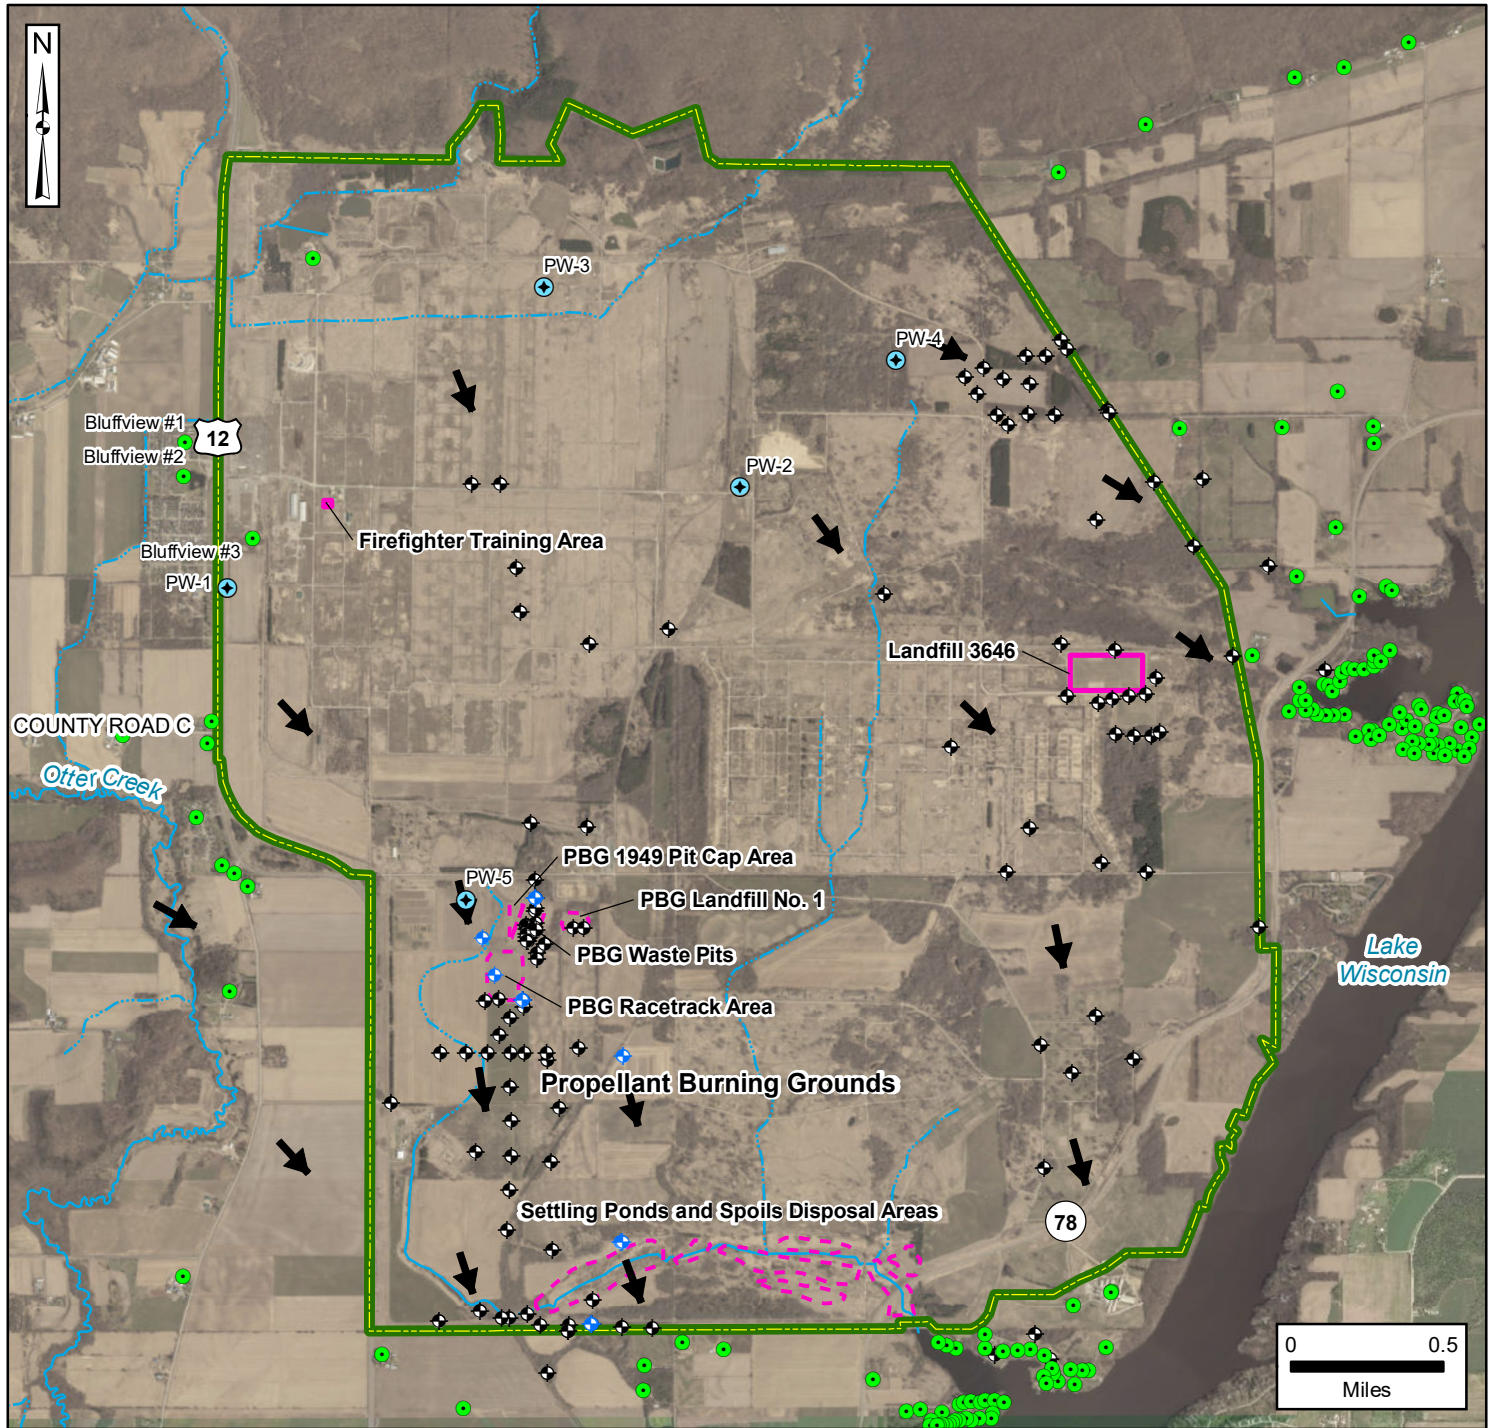 N
PW-3
PW-4
Bluffview #1
12
Bluffview #2
PW-2
Firefighter Training Area
Bluffview #3
PW-1
Landfill 3646
COUNTY ROAD C
Otter Creek
PBG 1949 Pit Cap Area
PW-5
PBG Landfill No. 1
PBG Waste Pits
Lake
Wisconsin
PBG Racetrack Area
Propellant Burning Grounds
Settling Ponds and Spoils Disposal Areas
78
0 0.5
Miles